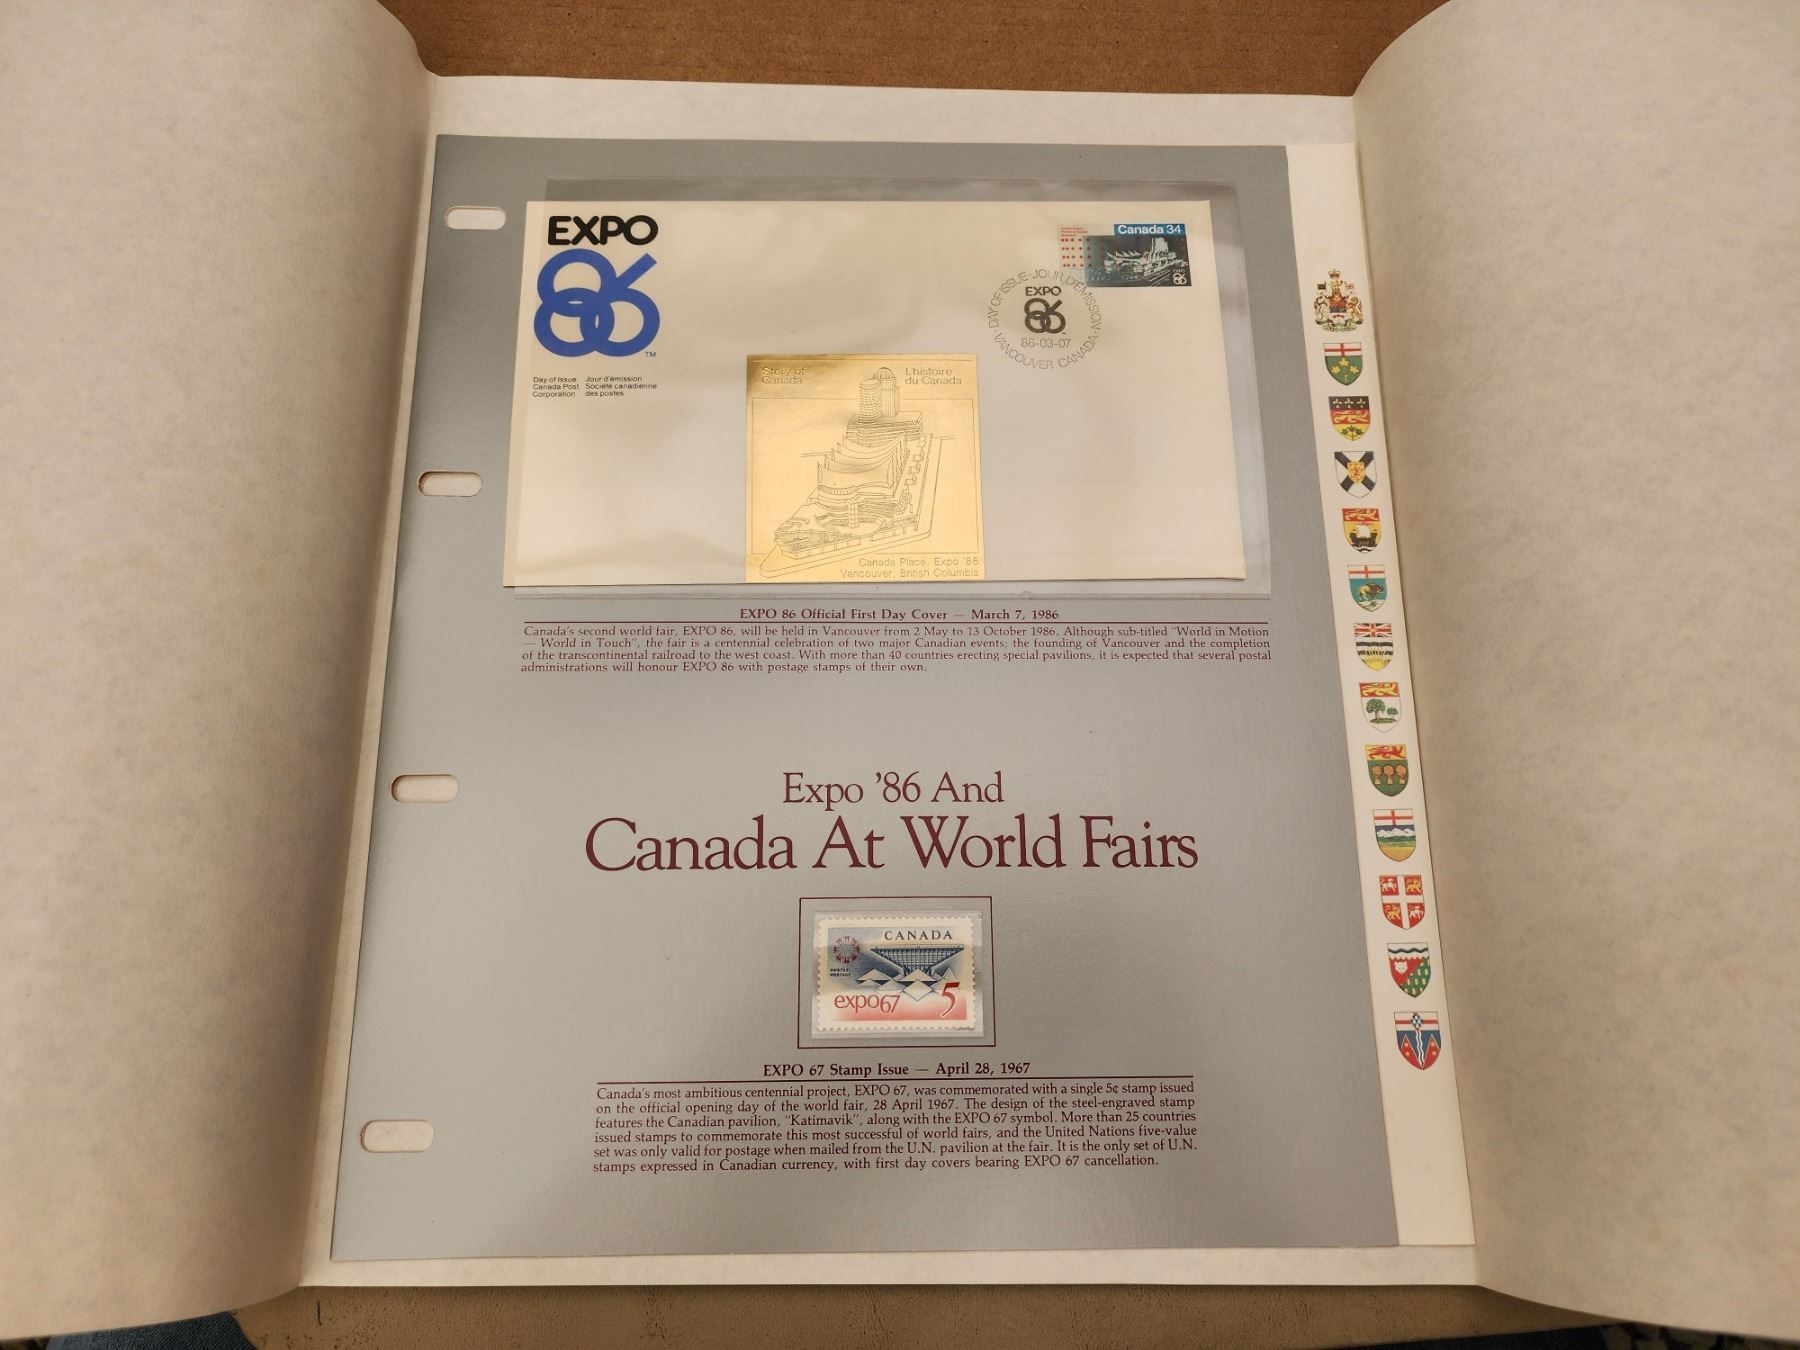 EXPO
86
TM
Day of Issue Jour d'émission
Canada Post Société canadienne
Corporation des postes
Canada 34
EXPO
86
DAY OF ISSUE · JOUR D'ÉMISSION
EXPO
86
86-03-07
VANCOUVER CANADA
Story of L'histoire
Canada du Canada
Canada Place, Expo '86
Vancouver, British Columbia
EXPO 86 Official First Day Cover — March 7, 1986
Canada's second world fair, EXPO 86, will be held in Vancouver from 2 May to 13 October 1986. Although sub-titled "World in Motion
— World in Touch", the fair is a centennial celebration of two major Canadian events; the founding of Vancouver and the completion
of the transcontinental railroad to the west coast. With more than 40 countries erecting special pavilions, it is expected that several postal
administrations will honour EXPO 86 with postage stamps of their own.
Expo '86 And
Canada At World Fairs
CANADA
POSTES
POSTAGE
expo67 5
EXPO 67 Stamp Issue — April 28, 1967
Canada's most ambitious centennial project, EXPO 67, was commemorated with a single 5¢ stamp issued
on the official opening day of the world fair, 28 April 1967. The design of the steel-engraved stamp
features the Canadian pavilion, "Katimavik", along with the EXPO 67 symbol. More than 25 countries
issued stamps to commemorate this most successful of world fairs, and the United Nations five-value
set was only valid for postage when mailed from the U.N. pavilion at the fair. It is the only set of U.N.
stamps expressed in Canadian currency, with first day covers bearing EXPO 67 cancellation.